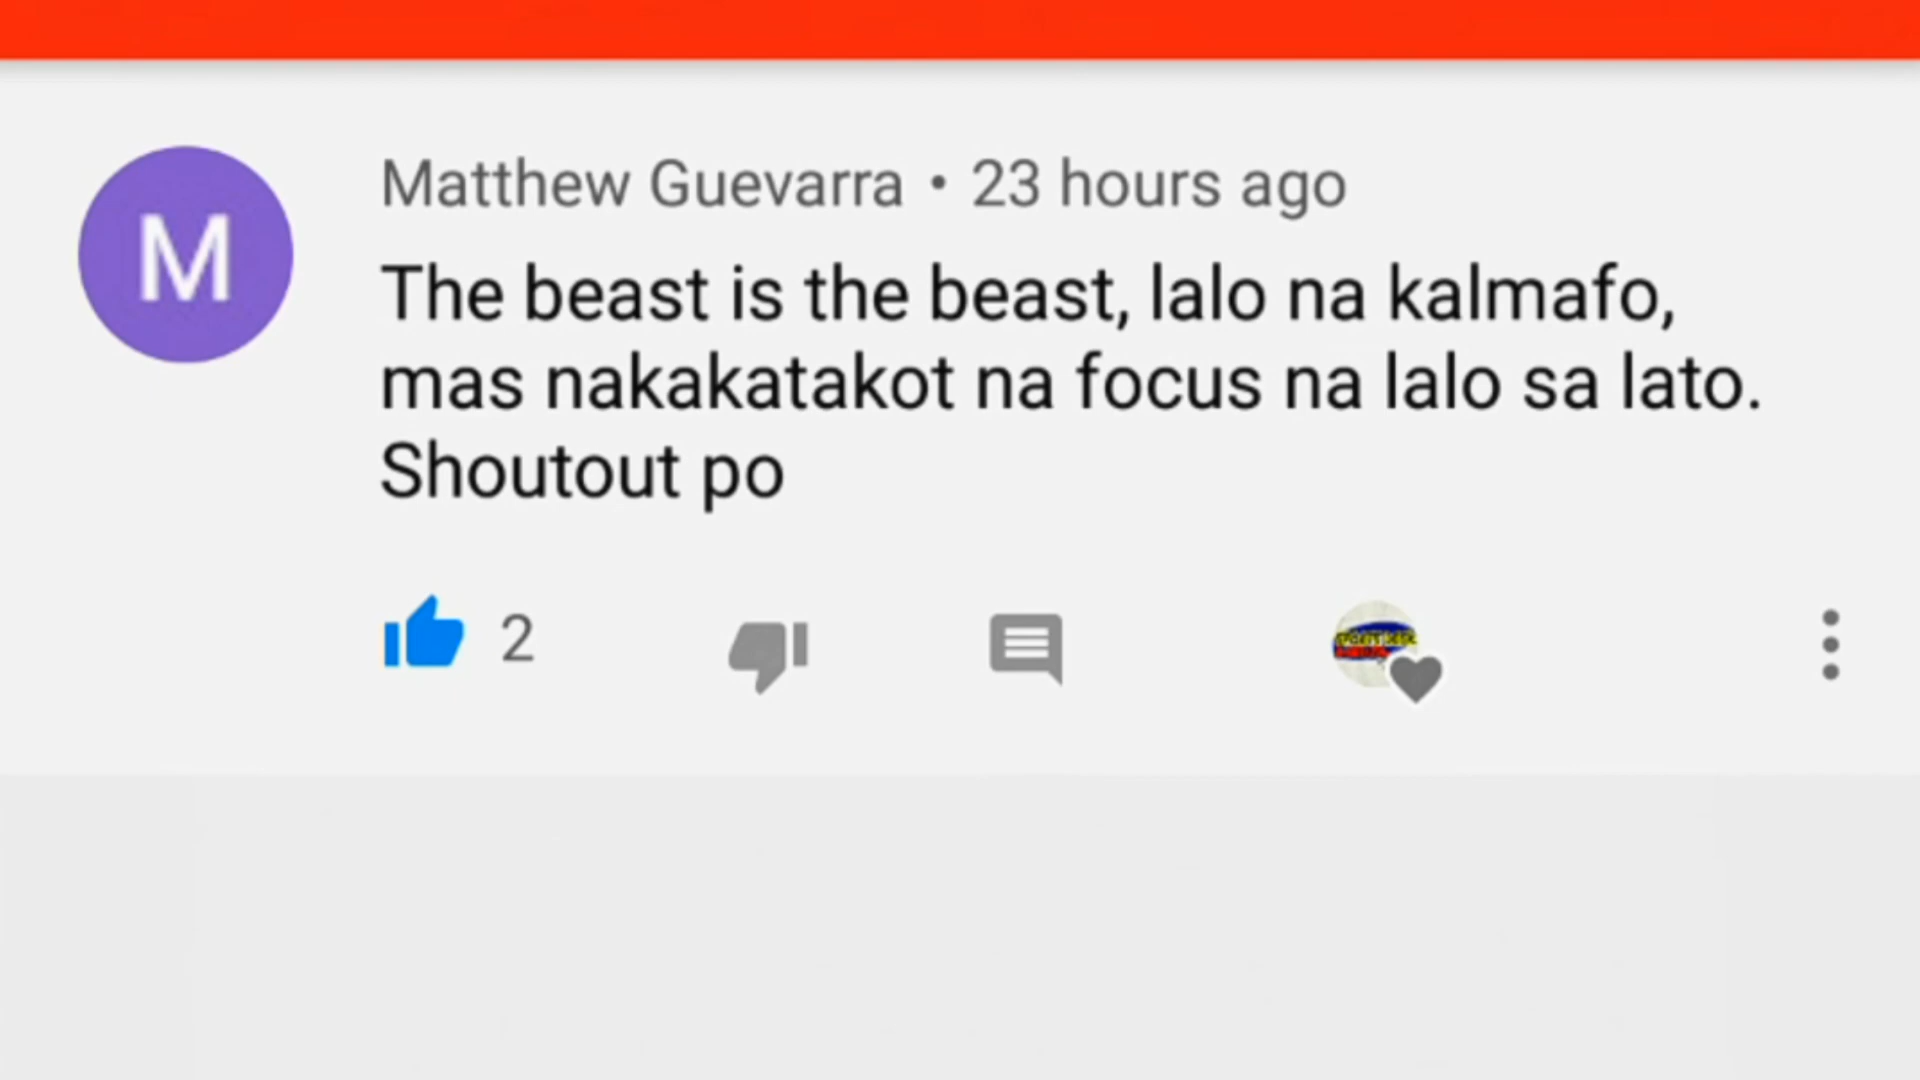 M
Matthew Guevarra • 23 hours ago
The beast is the beast, lalo na kalmafo,
mas nakakatakot na focus na lalo sa lato.
Shoutout po
2